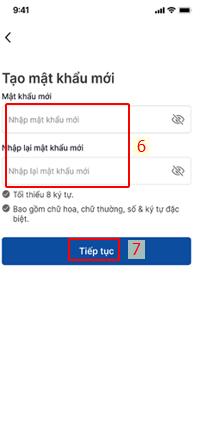 9:41
Tạo mật khẩu mới
Mật khẩu mới
Nhập mật khẩu mới
6
Nhập lại mật khẩu mới
Nhập lại mật khẩu mới
Tối thiểu 8 ký tự.
Bao gồm chữ hoa, chữ thường, số & ký tự đặc
biệt.
Tiếp tục
7